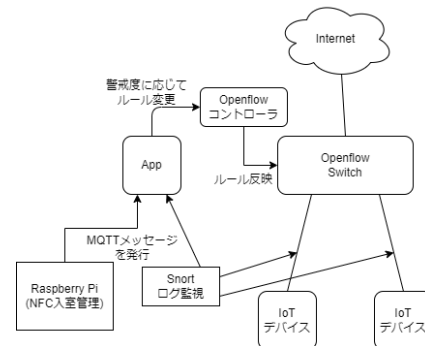 Internet
警戒度に応じて
ルール変更
Openflow
コントローラ
App
ルール反映
Openflow
Switch
MQTTメッセージ
を発行
Raspberry Pi
(NFC入室管理)
Snort
ログ監視
IoT
デバイス
IoT
デバイス